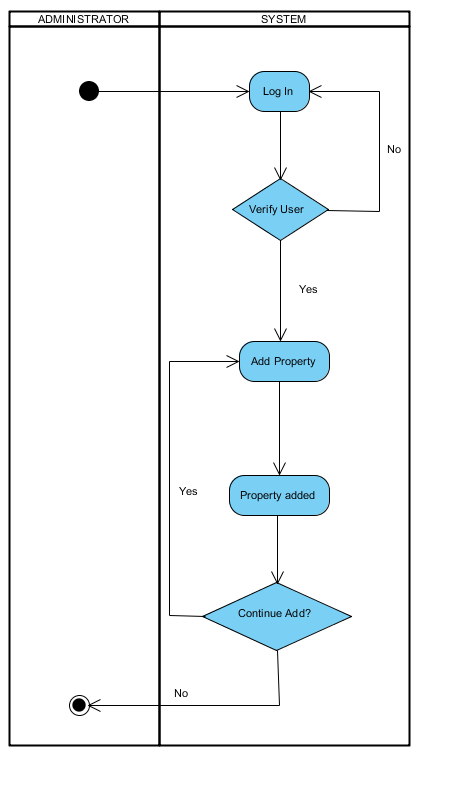 ADMINISTRATOR
SYSTEM
Log In
No
Verify User
Yes
Add Property
Yes
Property added
Continue Add?
No